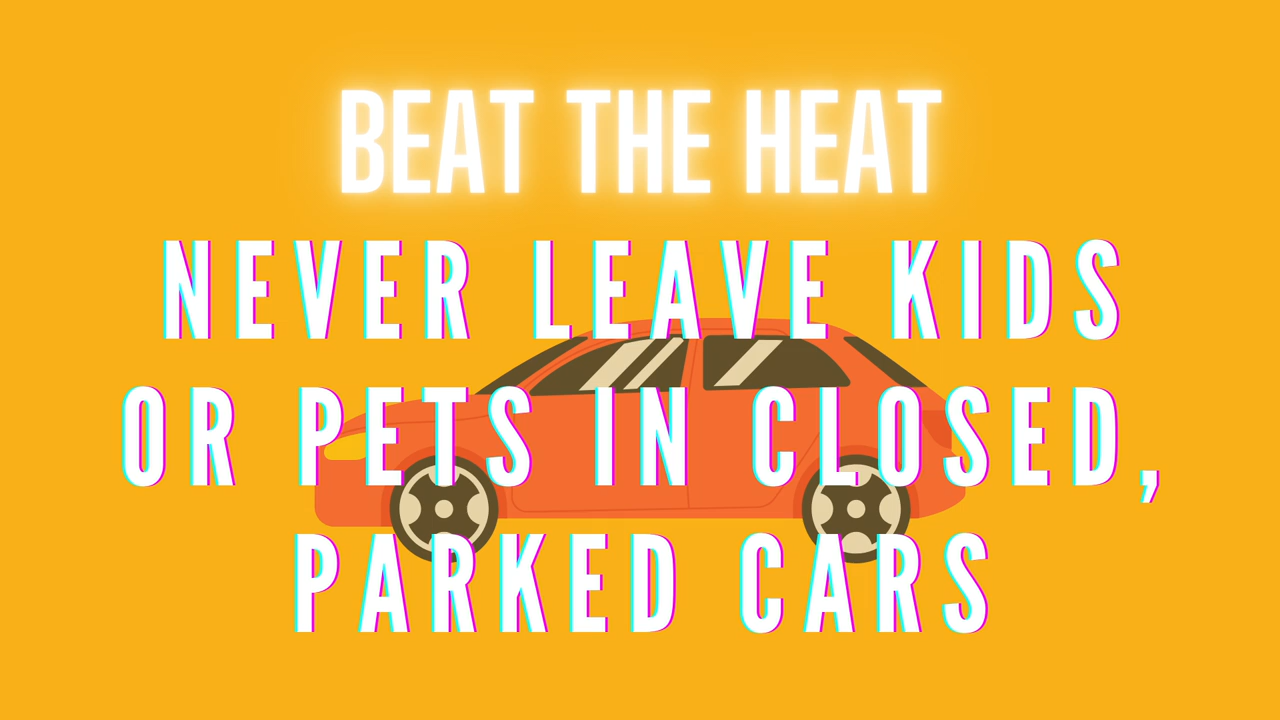 BEAT THE HEAT
NEVER LEAVE KIDS
OR PETS IN CLOSED,
PARKED CARS